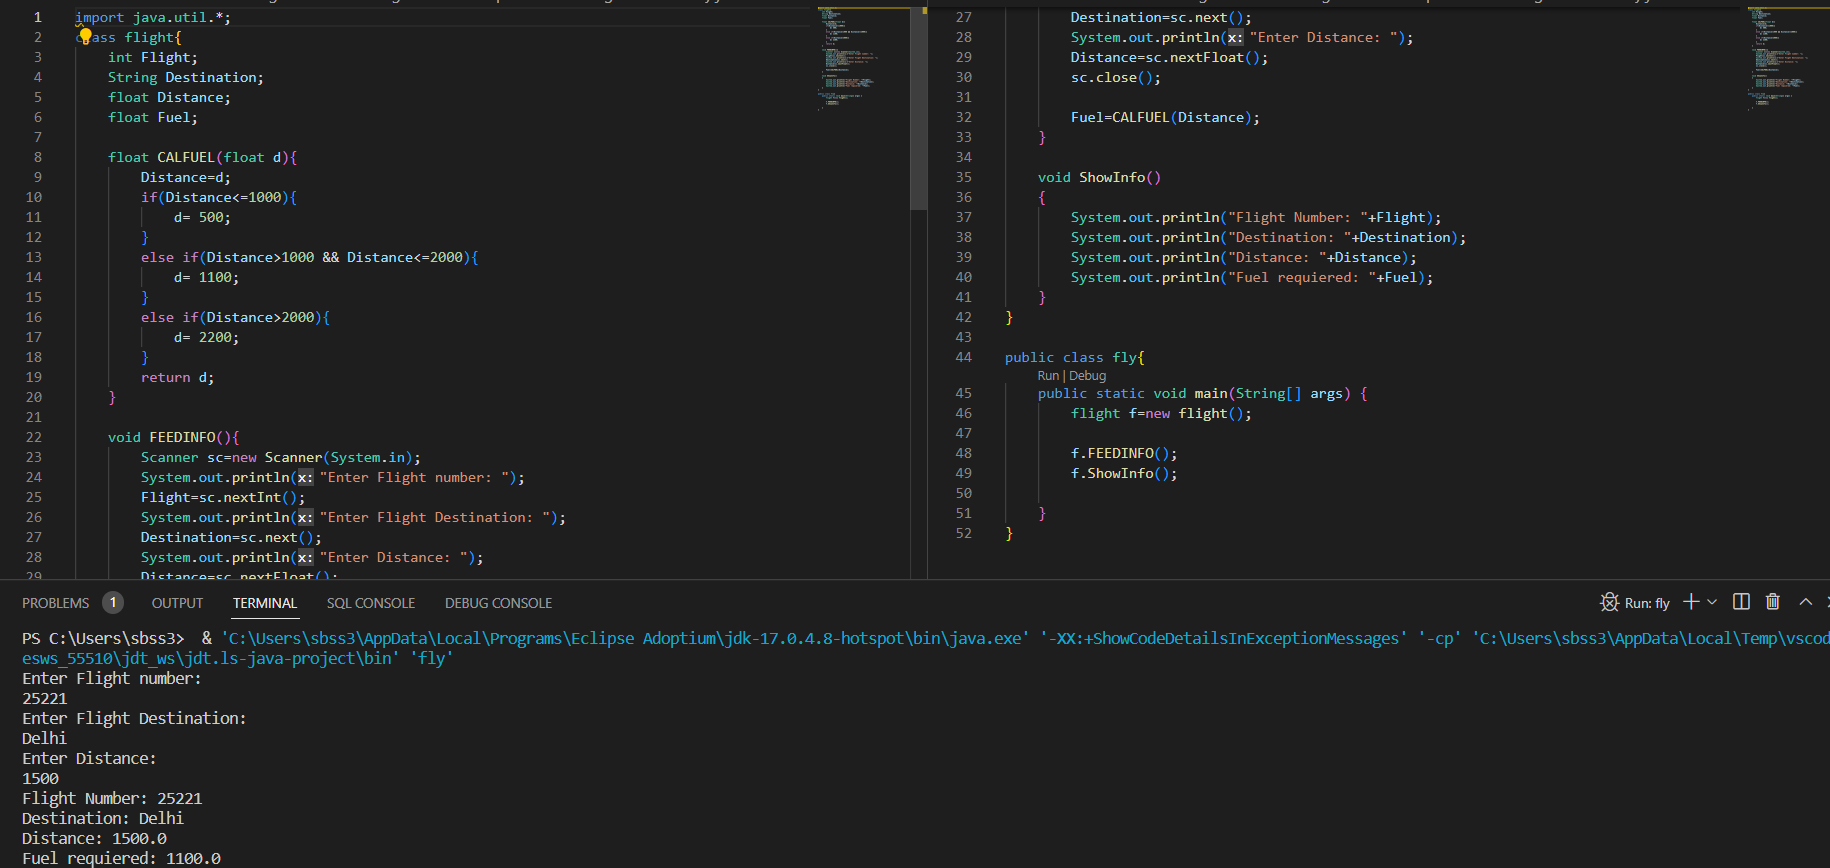 1 import java.util.*;
2 class flight{
3 int Flight;
4 String Destination;
5 float Distance;
6 float Fuel;
7
8 float CALFUEL(float d){
9 Distance=d;
10 if(Distance<=1000){
11 d= 500;
12 }
13 else if(Distance>1000 && Distance<=2000){
14 d= 1100;
15 }
16 else if(Distance>2000){
17 d= 2200;
18 }
19 return d;
20 }
21
22 void FEEDINFO(){
23 Scanner sc=new Scanner(System.in);
24 System.out.println(x: "Enter Flight number: ");
25 Flight=sc.nextInt();
26 System.out.println(x: "Enter Flight Destination: ");
27 Destination=sc.next();
28 System.out.println(x: "Enter Distance: ");
29 Distance=sc.nextFloat();
27 Destination=sc.next();
28 System.out.println(x: "Enter Distance: ");
29 Distance=sc.nextFloat();
30 sc.close();
31
32 Fuel=CALFUEL(Distance);
33 }
34
35 void ShowInfo()
36 {
37 System.out.println("Flight Number: "+Flight);
38 System.out.println("Destination: "+Destination);
39 System.out.println("Distance: "+Distance);
40 System.out.println("Fuel requiered: "+Fuel);
41 }
42 }
43
44 public class fly{
Run | Debug
45 public static void main(String[] args) {
46 flight f=new flight();
47
48 f.FEEDINFO();
49 f.ShowInfo();
50
51 }
52 }
PROBLEMS 1 OUTPUT TERMINAL SQL CONSOLE DEBUG CONSOLE Run: fly
PS C:\Users\sbss3> & 'C:\Users\sbss3\AppData\Local\Programs\Eclipse Adoptium\jdk-17.0.4.8-hotspot\bin\java.exe' '-XX:+ShowCodeDetailsInExceptionMessages' '-cp' 'C:\Users\sbss3\AppData\Local\Temp\vscod
esws_55510\jdt_ws\jdt.ls-java-project\bin' 'fly'
Enter Flight number:
25221
Enter Flight Destination:
Delhi
Enter Distance:
1500
Flight Number: 25221
Destination: Delhi
Distance: 1500.0
Fuel requiered: 1100.0